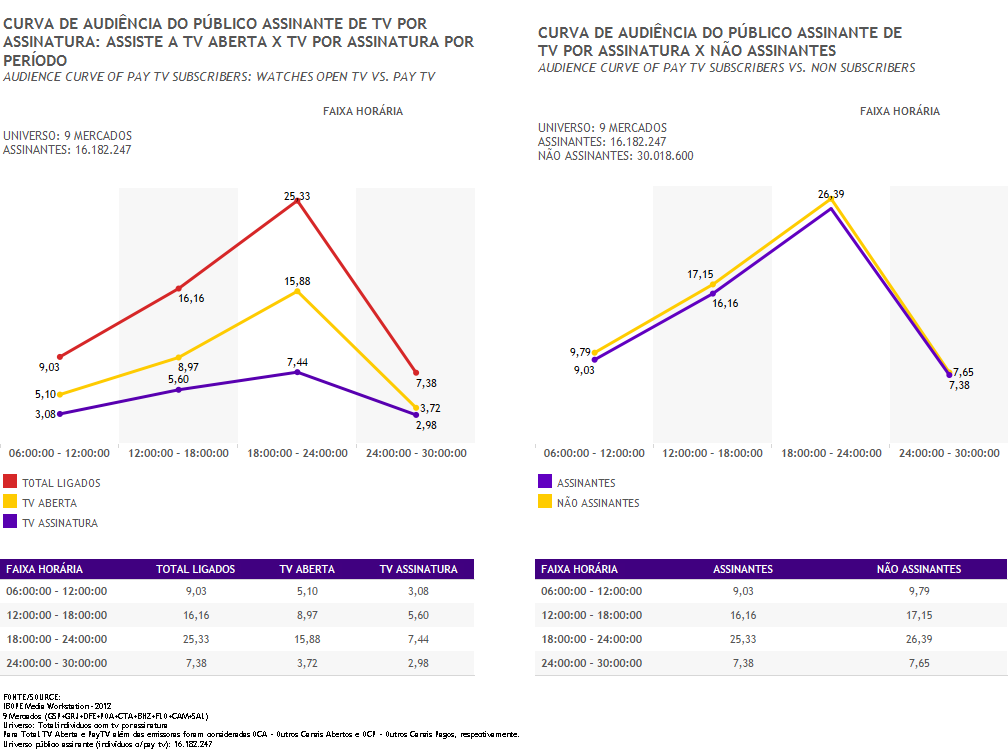 CURVA DE AUDIÊNCIA DO PÚBLICO ASSINANTE DE TV POR
ASSINATURA: ASSISTE A TV ABERTA X TV POR ASSINATURA POR
PERÍODO
AUDIENCE CURVE OF PAY TV SUBSCRIBERS: WATCHES OPEN TV VS. PAY TV
FAIXA HORÁRIA
UNIVERSO: 9 MERCADOS
ASSINANTES: 16.182.247
25,33
16,16
15,88
9,03
8,97
7,44
5,60
7,38
5,10
3,08
3,72
2,98
06:00:00 - 12:00:00
12:00:00 - 18:00:00
18:00:00 - 24:00:00
24:00:00 - 30:00:00
TOTAL LIGADOS
TV ABERTA
TV ASSINATURA
FAIXA HORÁRIA TOTAL LIGADOS TV ABERTA TV ASSINATURA
06:00:00 - 12:00:00 9,03 5,10 3,08
12:00:00 - 18:00:00 16,16 8,97 5,60
18:00:00 - 24:00:00 25,33 15,88 7,44
24:00:00 - 30:00:00 7,38 3,72 2,98
FONTE/SOURCE:
IBOPE Media Workstation - 2012
9 Mercados (GSP+GRJ+DFE+POA+CTA+BHZ+FLO+CAM+SAL)
Universo: Total indivíduos com tv por assinatura
Para Total TV Aberta e PayTV além das emissoras foram consideradas OCA - Outros Canais Abertos e OCP - Outros Canais Pagos, respectivamente.
Universo público assinante (indivíduos c/ pay tv): 16.182.247
CURVA DE AUDIÊNCIA DO PÚBLICO ASSINANTE DE
TV POR ASSINATURA X NÃO ASSINANTES
AUDIENCE CURVE OF PAY TV SUBSCRIBERS VS. NON SUBSCRIBERS
FAIXA HORÁRIA
UNIVERSO: 9 MERCADOS
ASSINANTES: 16.182.247
NÃO ASSINANTES: 30.018.600
26,39
17,15
16,16
9,79
9,03
7,65
7,38
06:00:00 - 12:00:00
12:00:00 - 18:00:00
18:00:00 - 24:00:00
24:00:00 - 30:00:00
ASSINANTES
NÃO ASSINANTES
FAIXA HORÁRIA ASSINANTES NÃO ASSINANTES
06:00:00 - 12:00:00 9,03 9,79
12:00:00 - 18:00:00 16,16 17,15
18:00:00 - 24:00:00 25,33 26,39
24:00:00 - 30:00:00 7,38 7,65